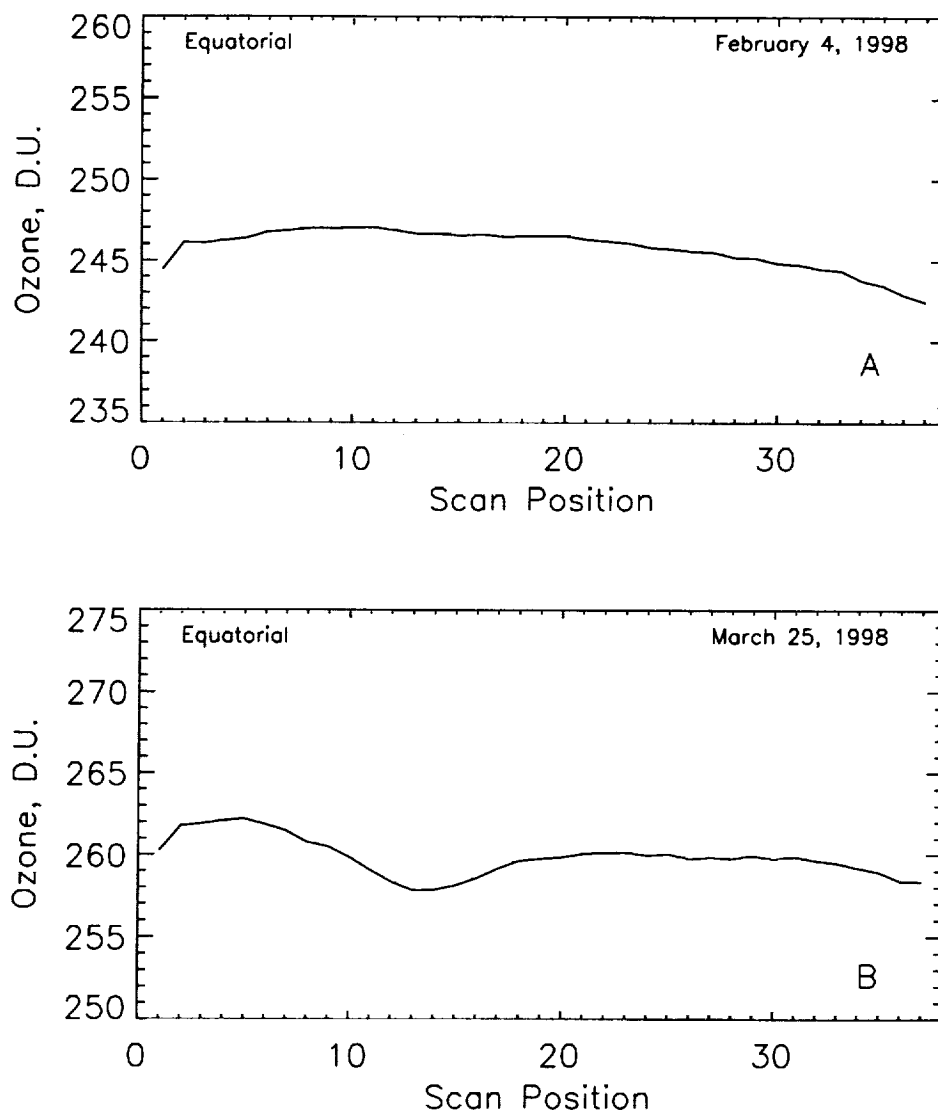 260
Equatorial
February 4, 1998
255
250
245
240
235
Ozone, D.U.
A
0
10
20
30
Scan Position
275
Equatorial
March 25, 1998
270
265
260
255
250
Ozone, D.U.
B
0
10
20
30
Scan Position